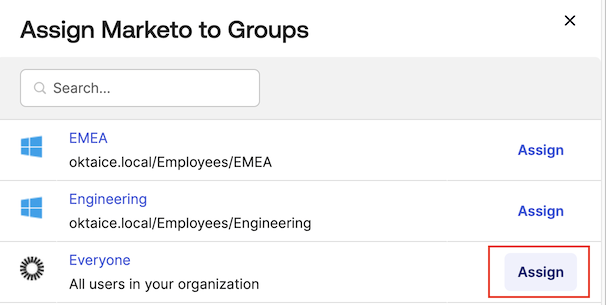 Assign Marketo to Groups
Search...
EMEA
oktaice.local/Employees/EMEA
Assign
Engineering
oktaice.local/Employees/Engineering
Assign
Everyone
All users in your organization
Assign